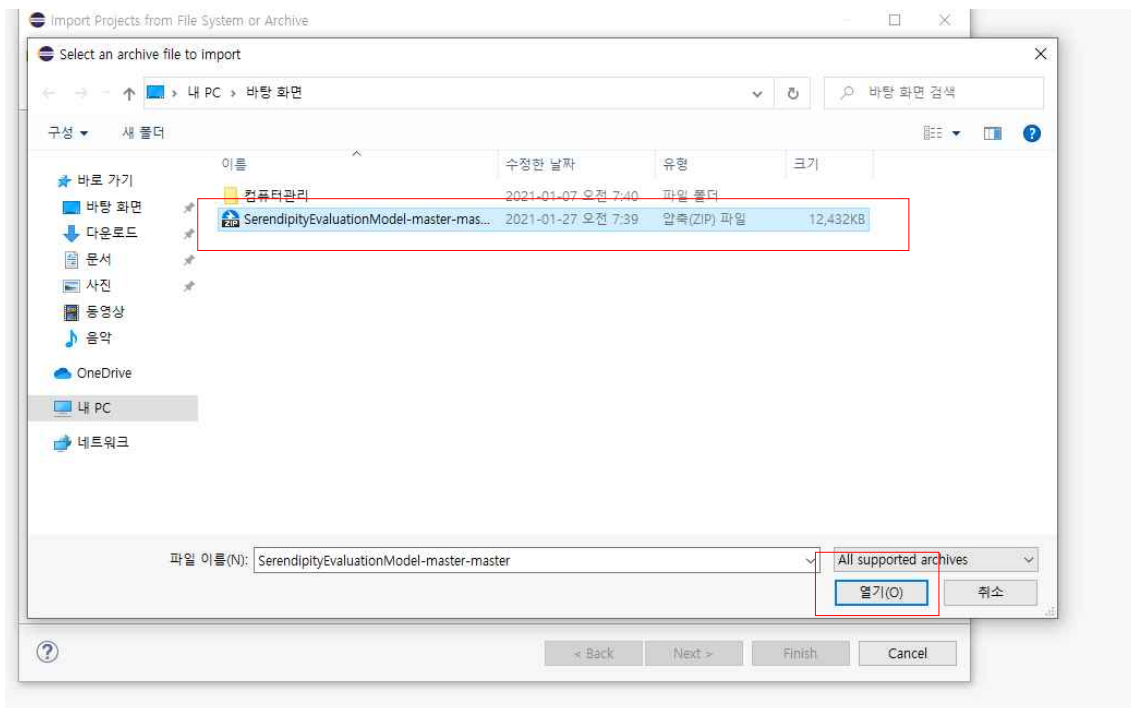 Import Projects from File System or Archive
Select an archive file to import
내 PC › 바탕 화면
바탕 화면 검색
구성
새 폴더
이름 수정한 날짜 유형 크기
바로 가기
바탕 화면
다운로드
문서
사진
동영상
음악
OneDrive
내 PC
네트워크
컴퓨터관리 2021-01-07 오전 7:40 파일 폴더
ZIP SerendipityEvaluationModel-master-mas... 2021-01-27 오전 7:39 압축(ZIP) 파일 12,432KB
파일 이름(N): SerendipityEvaluationModel-master-master All supported archives
열기(O) 취소
? < Back Next > Finish Cancel